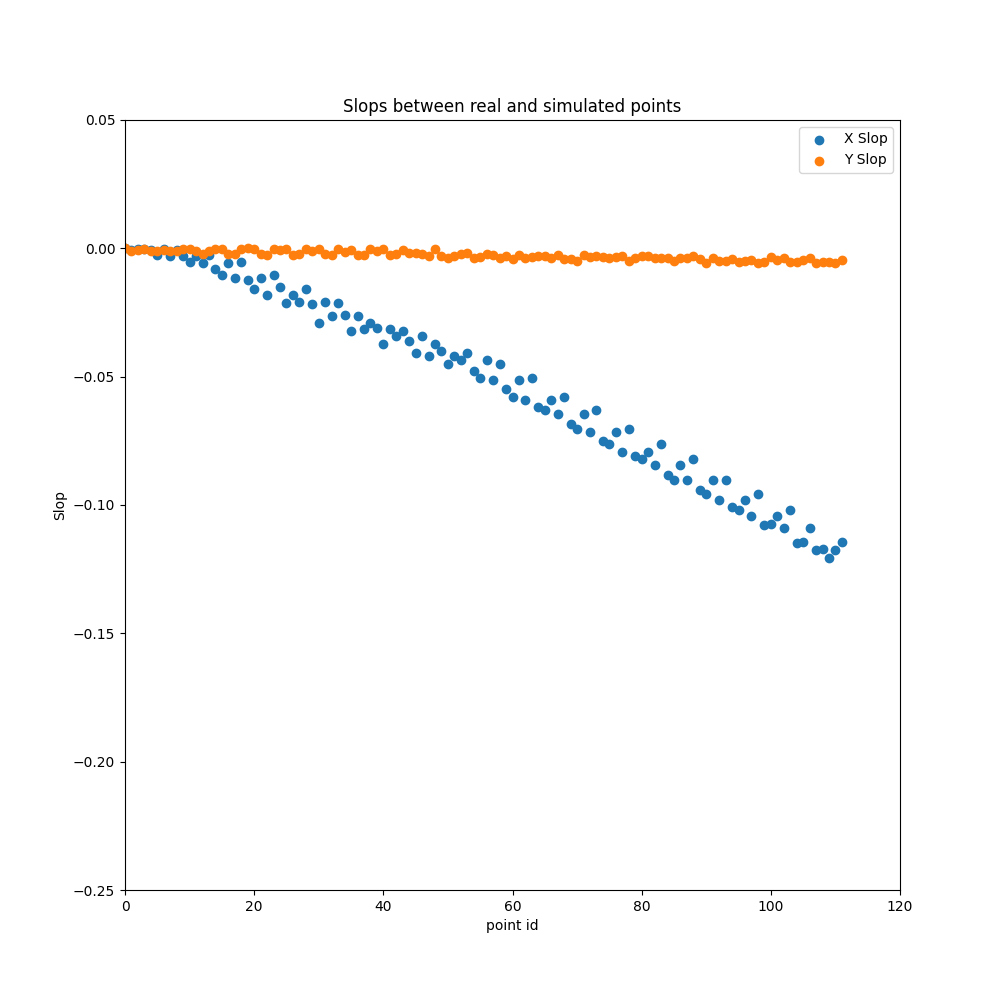 Slops between real and simulated points
X Slop
Y Slop
0.05
0.00
−0.05
−0.10
−0.15
−0.20
−0.25
Slop
0 20 40 60 80 100 120
point id